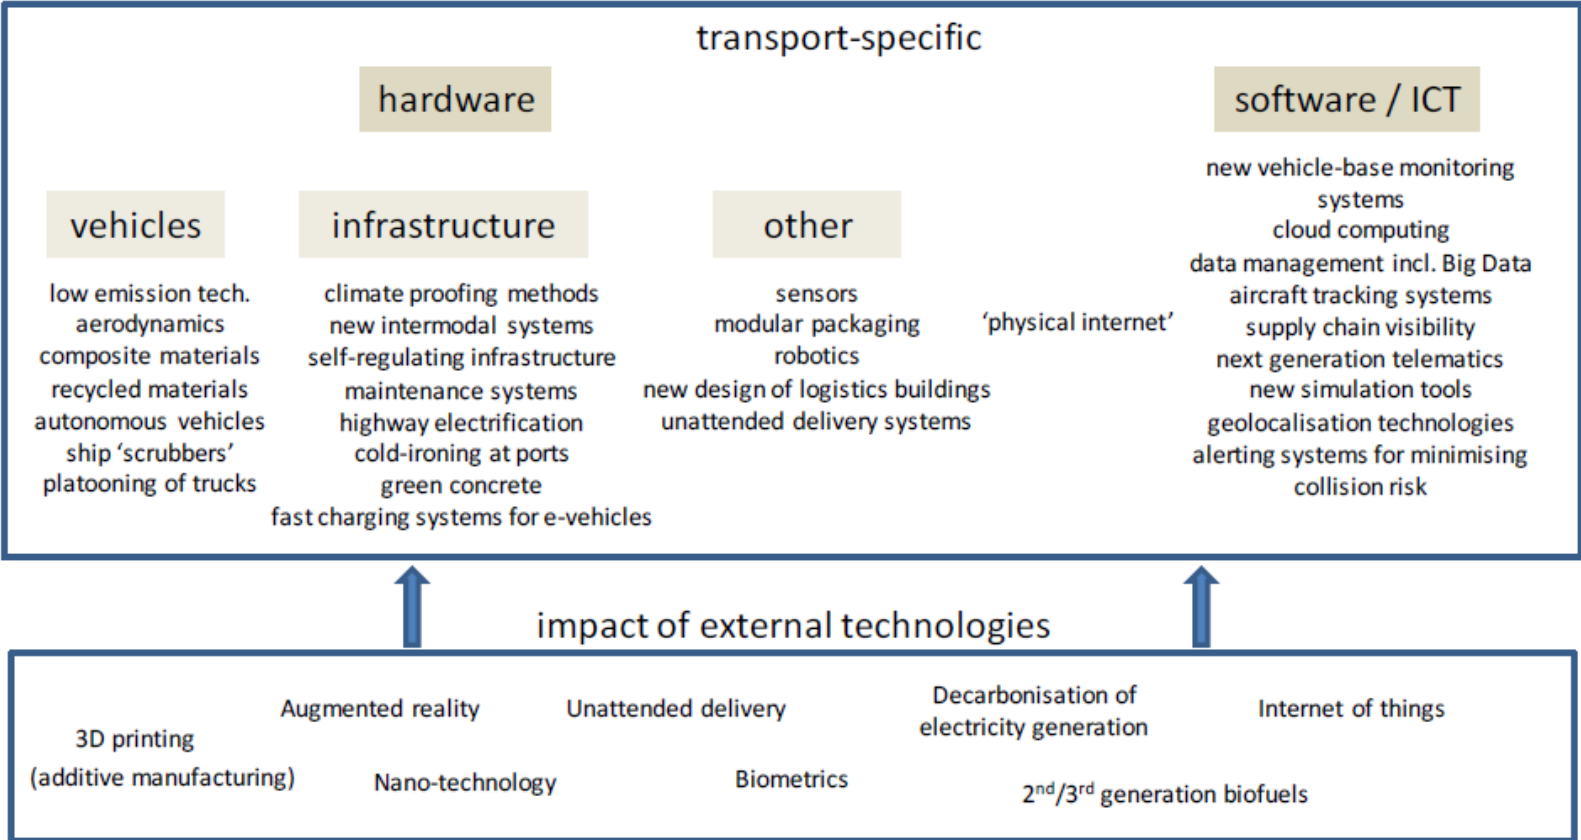 transport-specific
hardware
software / ICT
vehicles
low emission tech.
aerodynamics
composite materials
recycled materials
autonomous vehicles
ship ‘scrubbers’
platooning of trucks
infrastructure
climate proofing methods
new intermodal systems
self-regulating infrastructure
maintenance systems
highway electrification
cold-ironing at ports
green concrete
fast charging systems for e-vehicles
other
sensors
modular packaging
robotics
new design of logistics buildings
unattended delivery systems
‘physical internet’
new vehicle-base monitoring
systems
cloud computing
data management incl. Big Data
aircraft tracking systems
supply chain visibility
next generation telematics
new simulation tools
geolocalisation technologies
alerting systems for minimising
collision risk
impact of external technologies
3D printing
(additive manufacturing)
Augmented reality
Nano-technology
Unattended delivery
Biometrics
Decarbonisation of
electricity generation
2nd/3rd generation biofuels
Internet of things